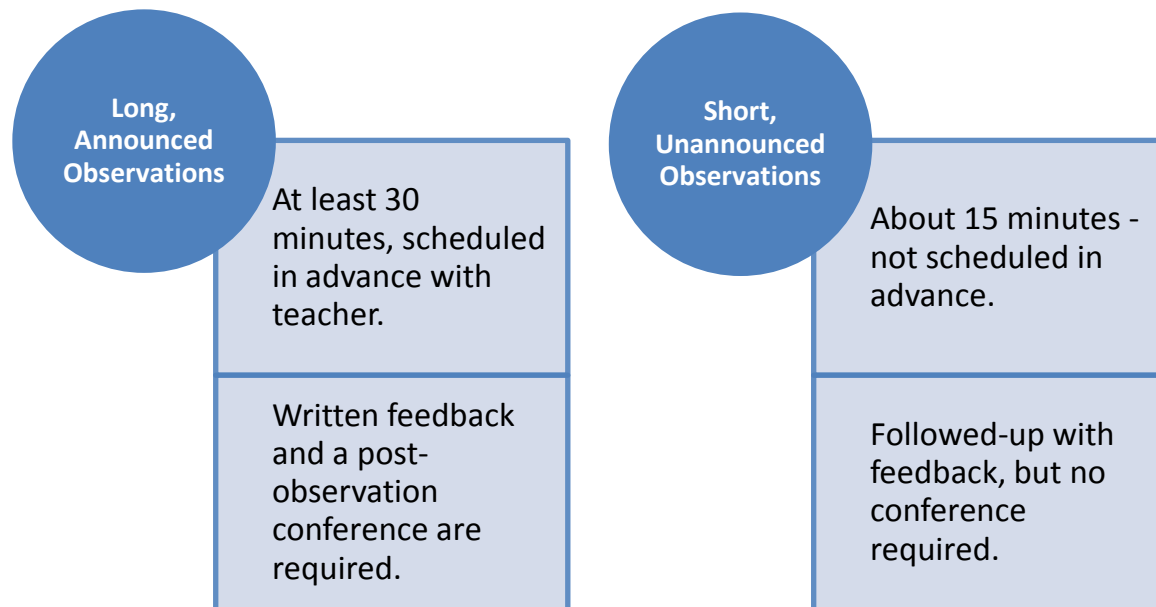 Long,
Announced
Observations
At least 30
minutes, scheduled
in advance with
teacher.
Written feedback
and a post-
observation
conference are
required.
Short,
Unannounced
Observations
About 15 minutes -
not scheduled in
advance.
Followed-up with
feedback, but no
conference
required.